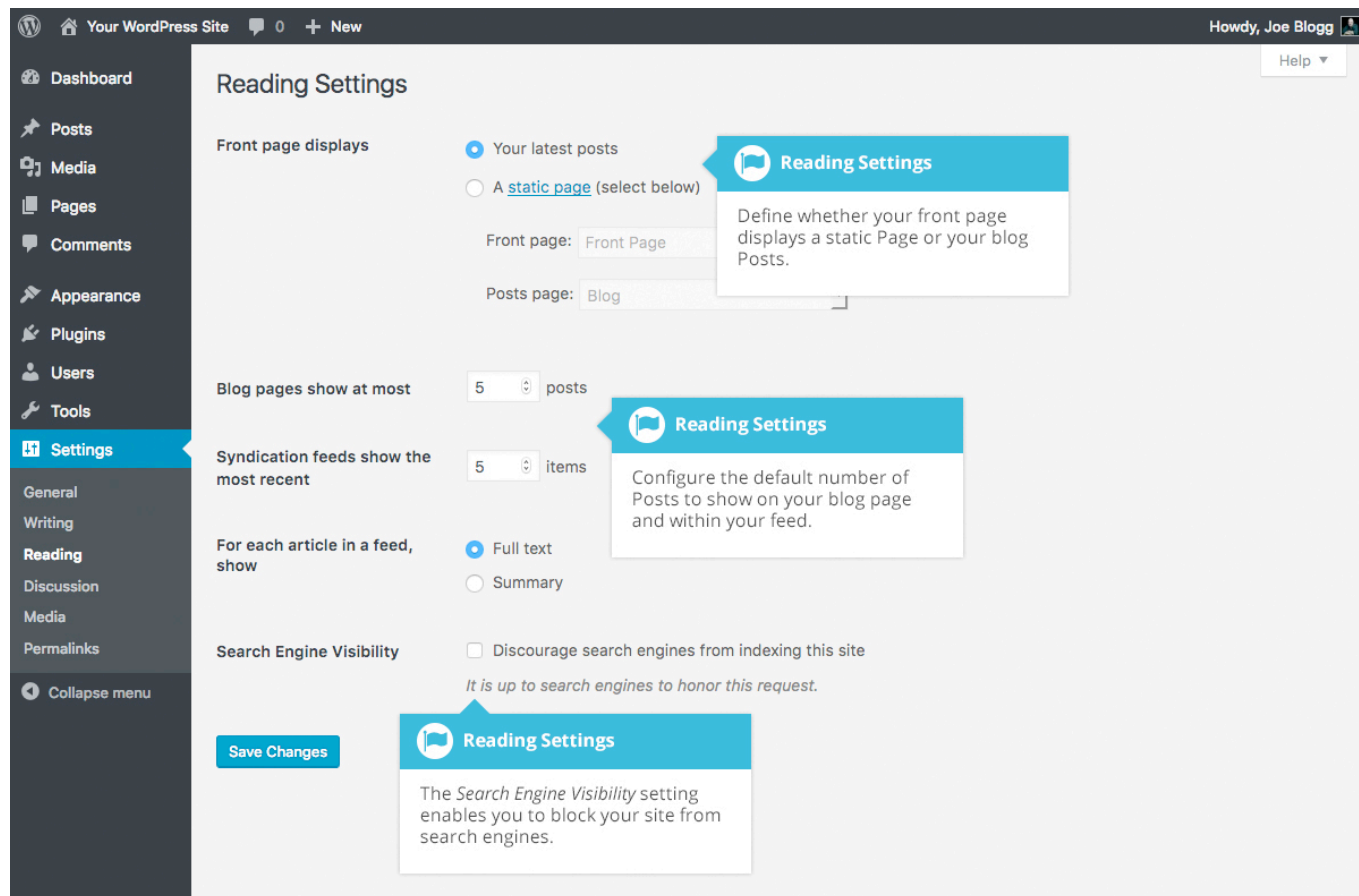 Your WordPress Site 0 + New Howdy, Joe Blogg
Help
Dashboard
Posts
Media
Pages
Comments
Appearance
Plugins
Users
Tools
Settings
General
Writing
Reading
Discussion
Media
Permalinks
Collapse menu
Reading Settings
Front page displays
Your latest posts
A static page (select below)
Front page: Front Page
Posts page: Blog
Reading Settings
Define whether your front page
displays a static Page or your blog
Posts.
Blog pages show at most 5 posts
Syndication feeds show the
most recent
5 items
Reading Settings
Configure the default number of
Posts to show on your blog page
and within your feed.
For each article in a feed,
show
Full text
Summary
Search Engine Visibility
Discourage search engines from indexing this site
It is up to search engines to honor this request.
Reading Settings
The Search Engine Visibility setting
enables you to block your site from
search engines.
Save Changes